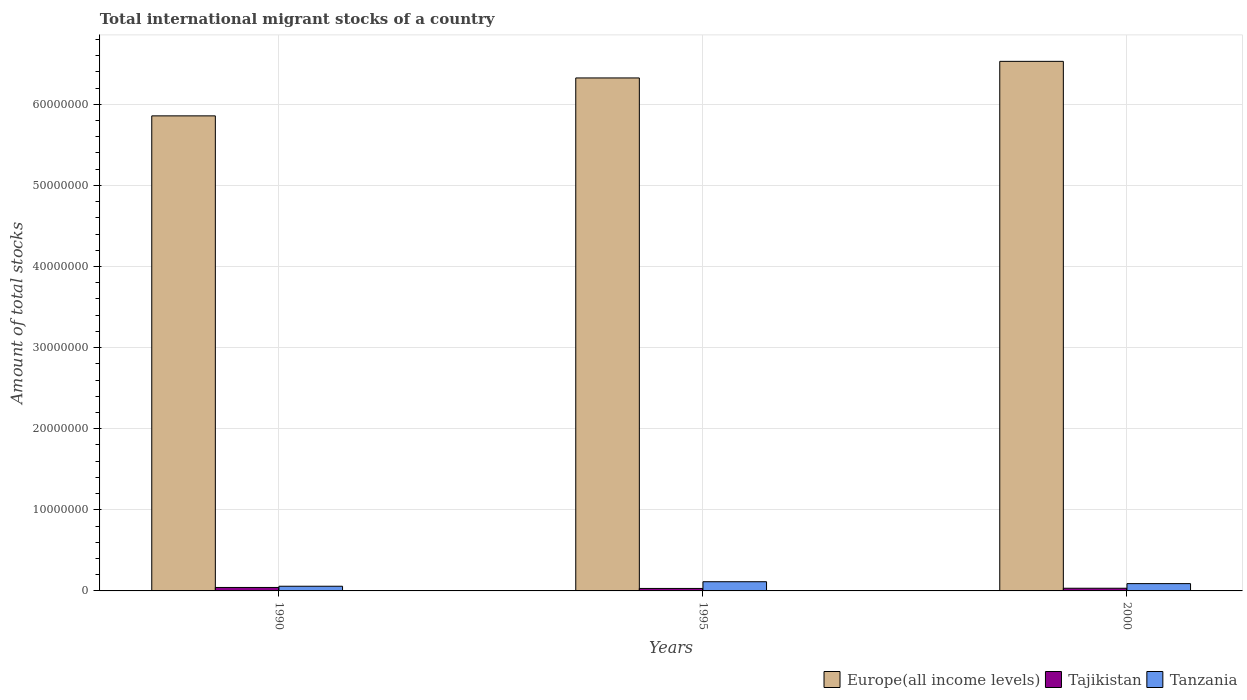 Total international migrant stocks of a country
Amount of total stocks
60000000
50000000
40000000
30000000
20000000
10000000
0
1990
1995
2000
Years
Europe(all income levels)
Tajikistan
Tanzania